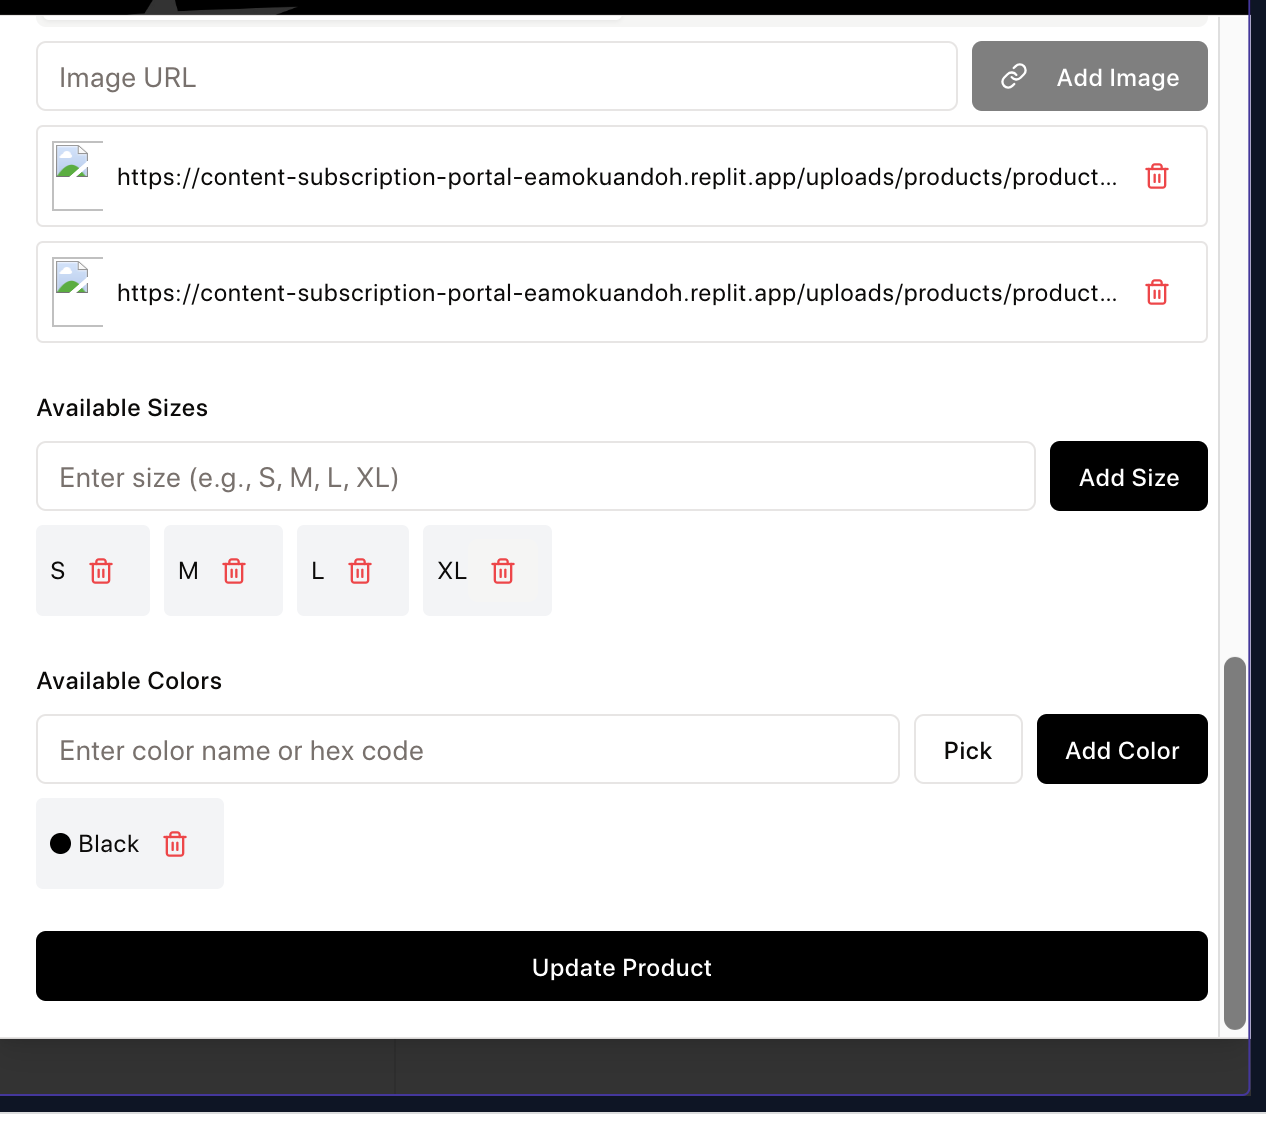 Image URL
Add Image
https://content-subscription-portal-eamokuandoh.replit.app/uploads/products/product...
https://content-subscription-portal-eamokuandoh.replit.app/uploads/products/product...
Available Sizes
Enter size (e.g., S, M, L, XL)
Add Size
S
M
L
XL
Available Colors
Enter color name or hex code
Pick
Add Color
Black
Update Product